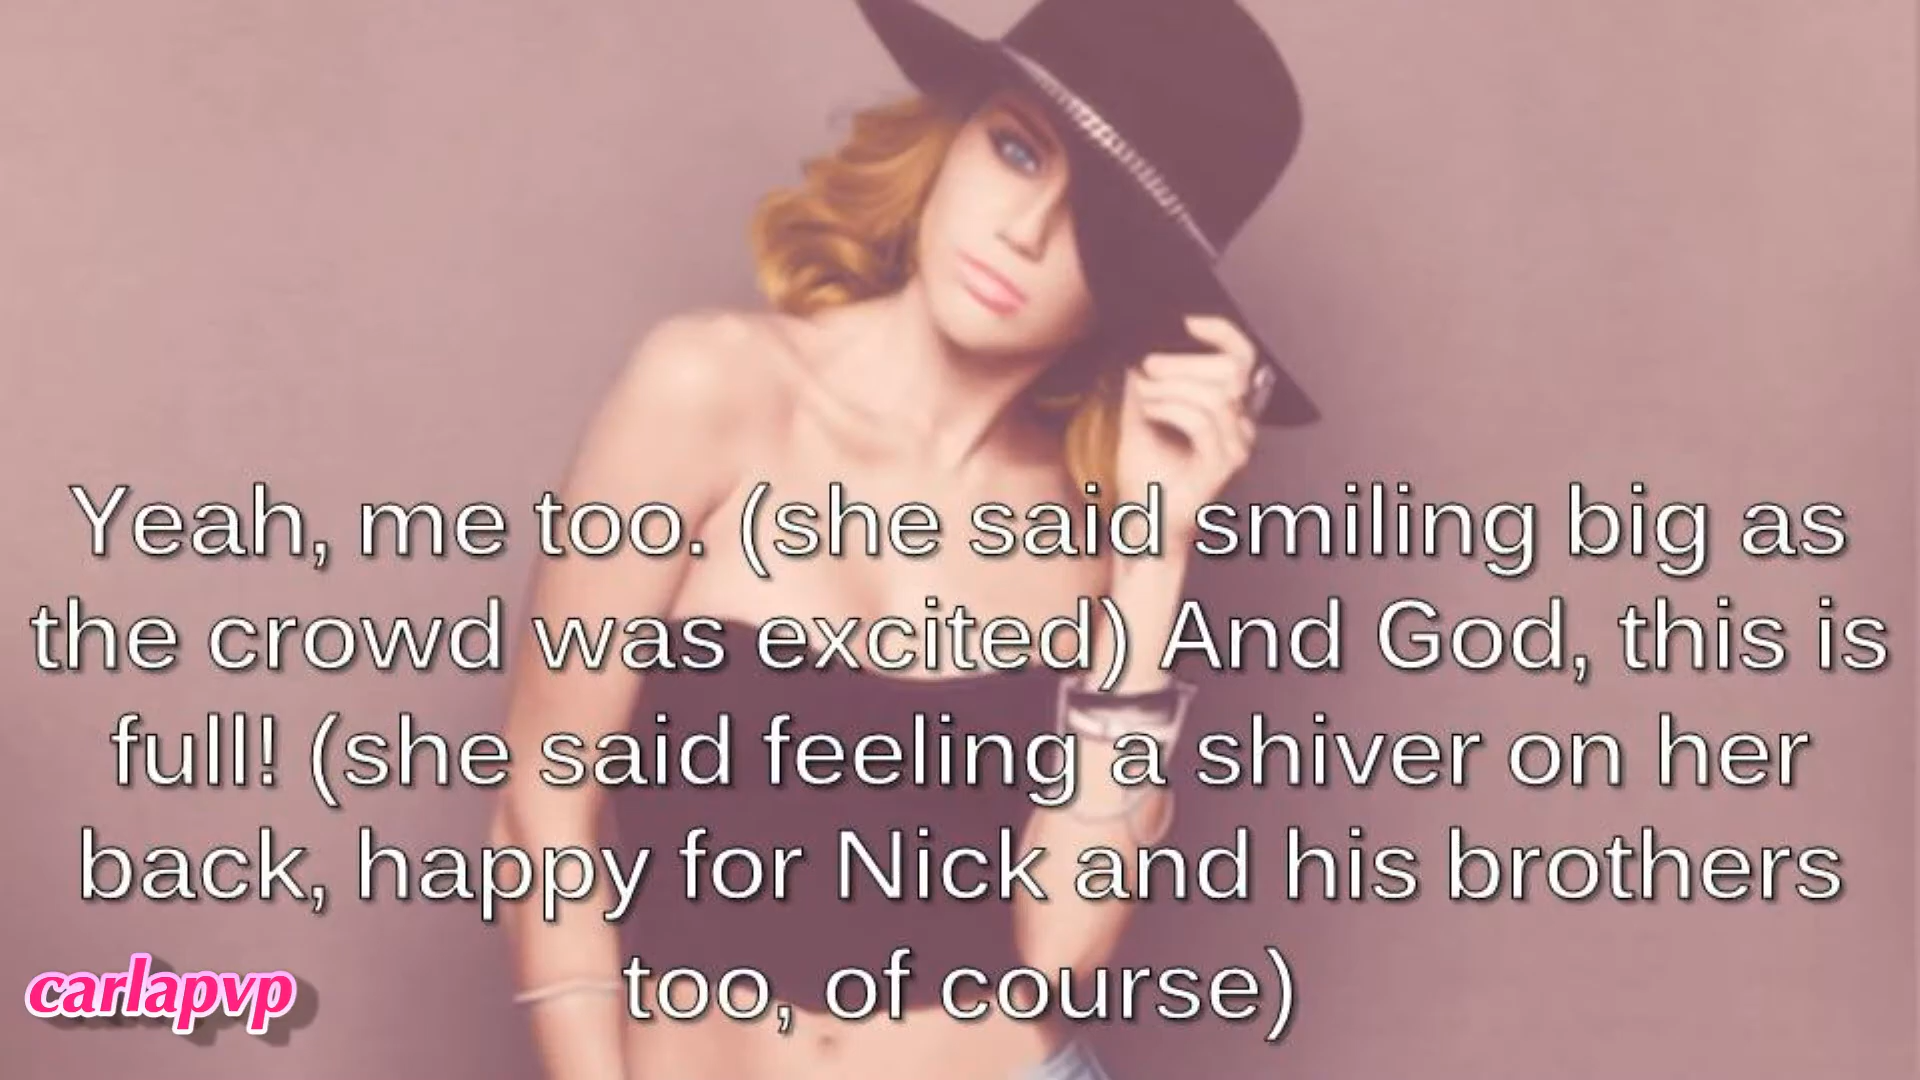 Yeah, me too. (she said smiling big as
the crowd was excited) And God, this is
full! (she said feeling a shiver on her
back, happy for Nick and his brothers
too, of course)
carlapvp